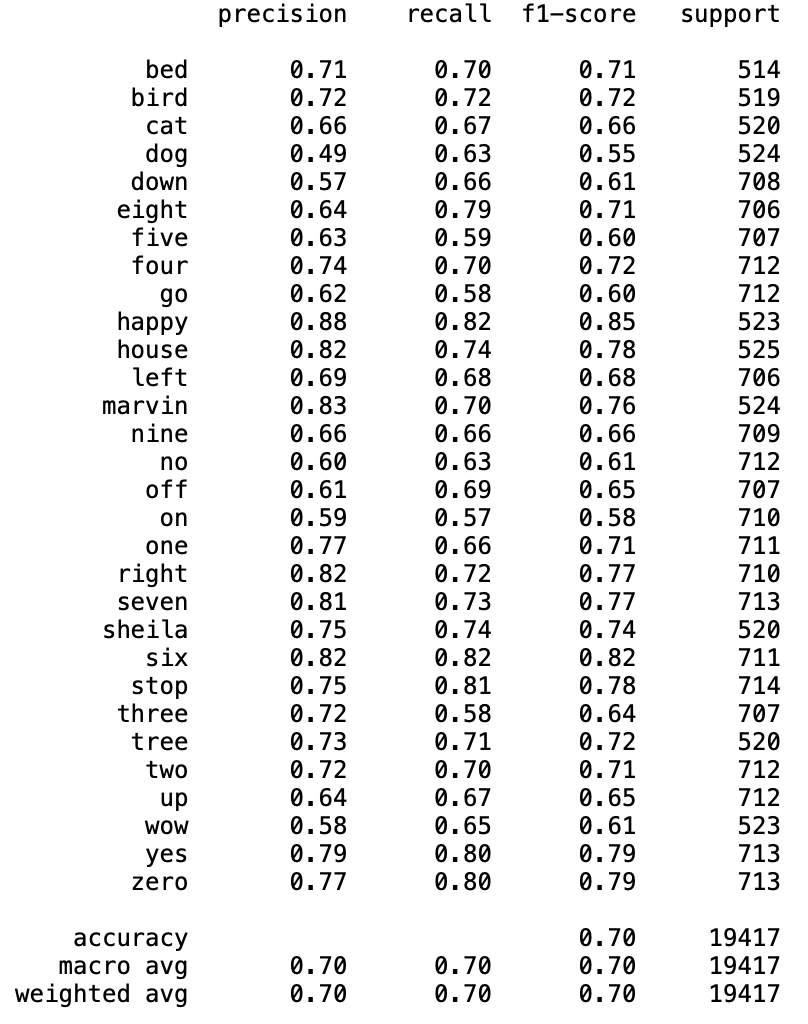 precision recall f1-score support
bed 0.71 0.70 0.71 514
bird 0.72 0.72 0.72 519
cat 0.66 0.67 0.66 520
dog 0.49 0.63 0.55 524
down 0.57 0.66 0.61 708
eight 0.64 0.79 0.71 706
five 0.63 0.59 0.60 707
four 0.74 0.70 0.72 712
go 0.62 0.58 0.60 712
happy 0.88 0.82 0.85 523
house 0.82 0.74 0.78 525
left 0.69 0.68 0.68 706
marvin 0.83 0.70 0.76 524
nine 0.66 0.66 0.66 709
no 0.60 0.63 0.61 712
off 0.61 0.69 0.65 707
on 0.59 0.57 0.58 710
one 0.77 0.66 0.71 711
right 0.82 0.72 0.77 710
seven 0.81 0.73 0.77 713
sheila 0.75 0.74 0.74 520
six 0.82 0.82 0.82 711
stop 0.75 0.81 0.78 714
three 0.72 0.58 0.64 707
tree 0.73 0.71 0.72 520
two 0.72 0.70 0.71 712
up 0.64 0.67 0.65 712
wow 0.58 0.65 0.61 523
yes 0.79 0.80 0.79 713
zero 0.77 0.80 0.79 713
accuracy 0.70 19417
macro avg 0.70 0.70 0.70 19417
weighted avg 0.70 0.70 0.70 19417